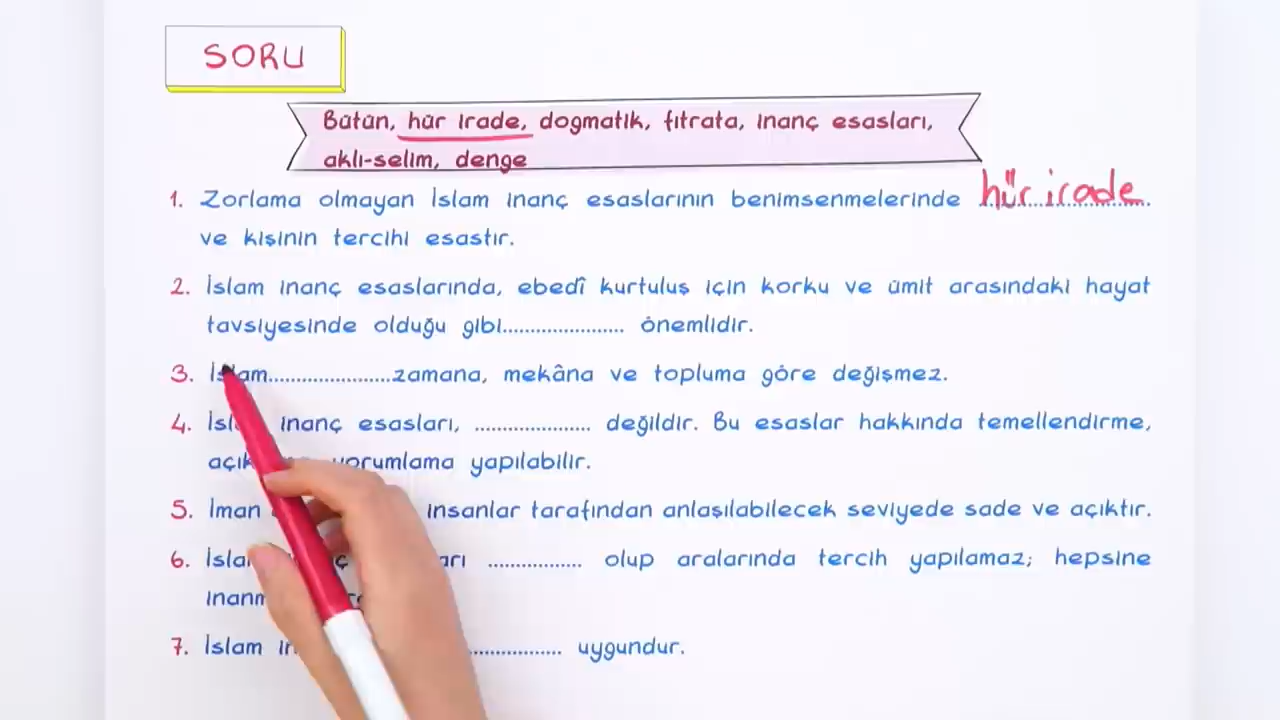 SORU
Bütün, hür irade, dogmatik, fıtrata, inanç esasları,
aklı-selim, denge
1. Zorlama olmayan İslam inanç esaslarının benimsenmelerinde hür irade
ve kişinin tercihi esastır.
2. İslam inanç esaslarında, ebedî kurtuluş için korku ve ümit arasındaki hayat
tavsiyesinde olduğu gibi...................... önemlidir.
3. İslam......................zamana, mekâna ve topluma göre değişmez.
4. inanç esasları, ..................... değildir. Bu esaslar hakkında temellendirme,
yorumlama yapılabilir.
5. İman insanlar tarafından anlaşılabilecek seviyede sade ve açıktır.
6. ................. olup aralarında tercih yapılamaz; hepsine
7. İslam ................. uygundur.